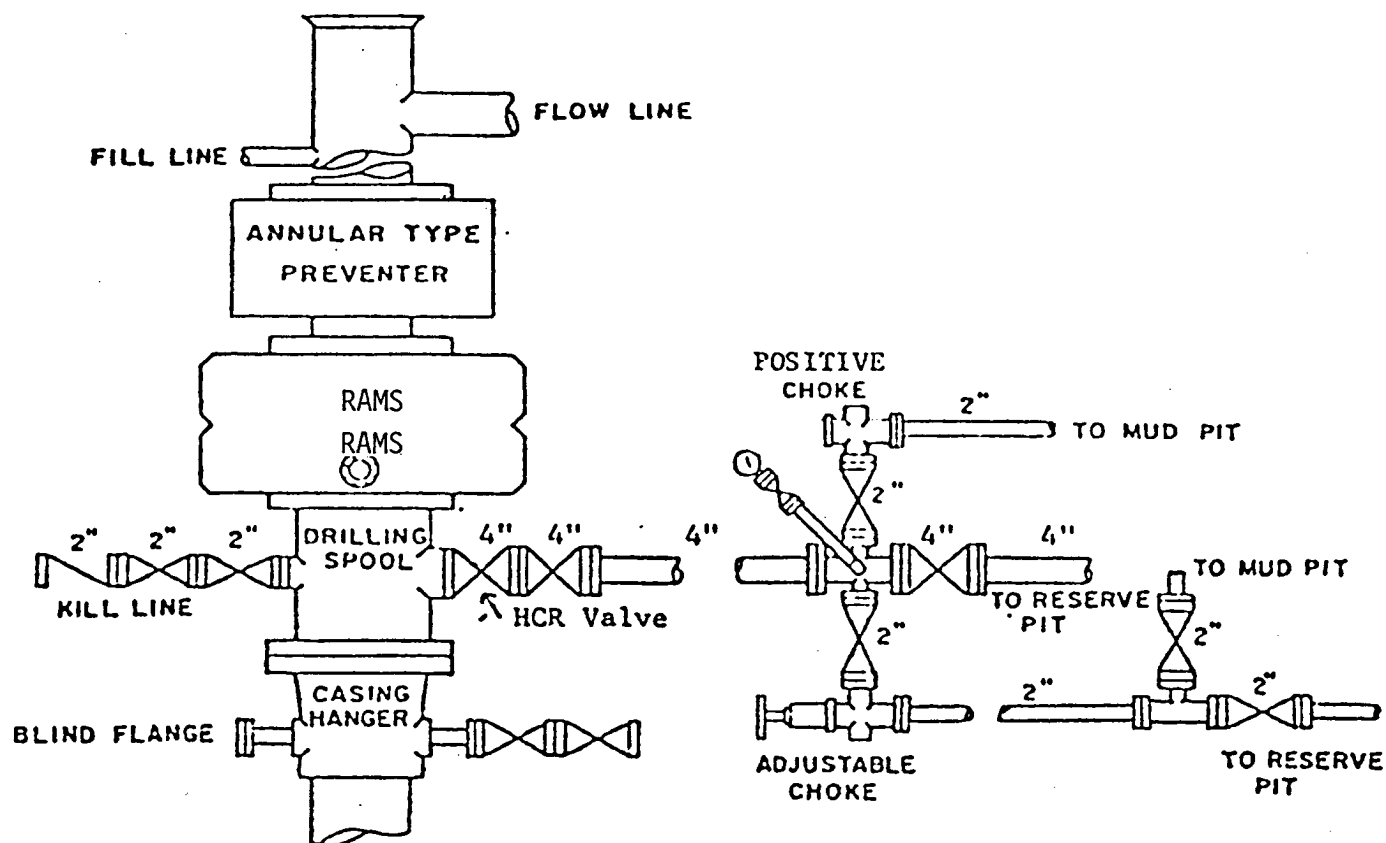 FLOW LINE
FILL LINE
ANNULAR TYPE
PREVENTER
RAMS
RAMS
POSITIVE
CHOKE
2"
TO MUD PIT
2"
2" 2" 2"
DRILLING
SPOOL
4" 4" 4"
4" 4"
KILL LINE
HCR Valve
TO RESERVE
PIT
TO MUD PIT
2"
2"
CASING
HANGER
2"
2"
BLIND FLANGE
ADJUSTABLE
CHOKE
TO RESERVE
PIT